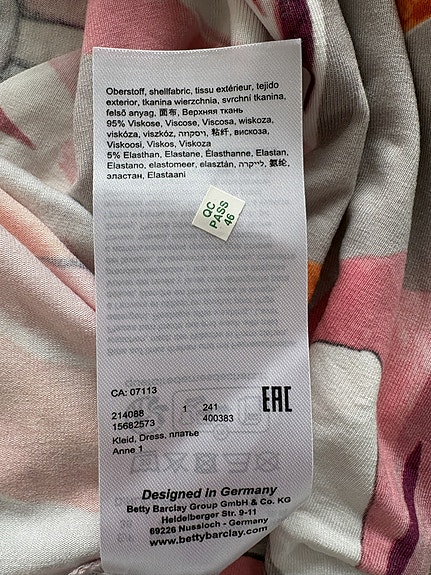 Oberstoff, shellfabric, tissu extérieur, tejido
exterior, tkanina wierzchnia, svrchní tkanina,
felső anyag, 面布, Верхняя ткань
95% Viskose, Viscose, Viscosa, wiskoza,
viskóza, viszkóz, ויסקוזה, 粘纤, вискоза,
Viskoosi, Viskos, Viskoza
5% Elasthan, Elastane, Élasthanne, Elastan,
Elastano, elastomeer, elasztán, לייקרה, 氨纶,
эластан, Elastaani
QC
PASS
46
CA: 07113
EAC
214088 1 241
15682573 400383
Kleid, Dress. платье
Anne 1
Designed in Germany
Betty Barclay Group GmbH & Co. KG
Heidelberger Str. 9-11
69226 Nussloch - Germany
www.bettybarclay.com